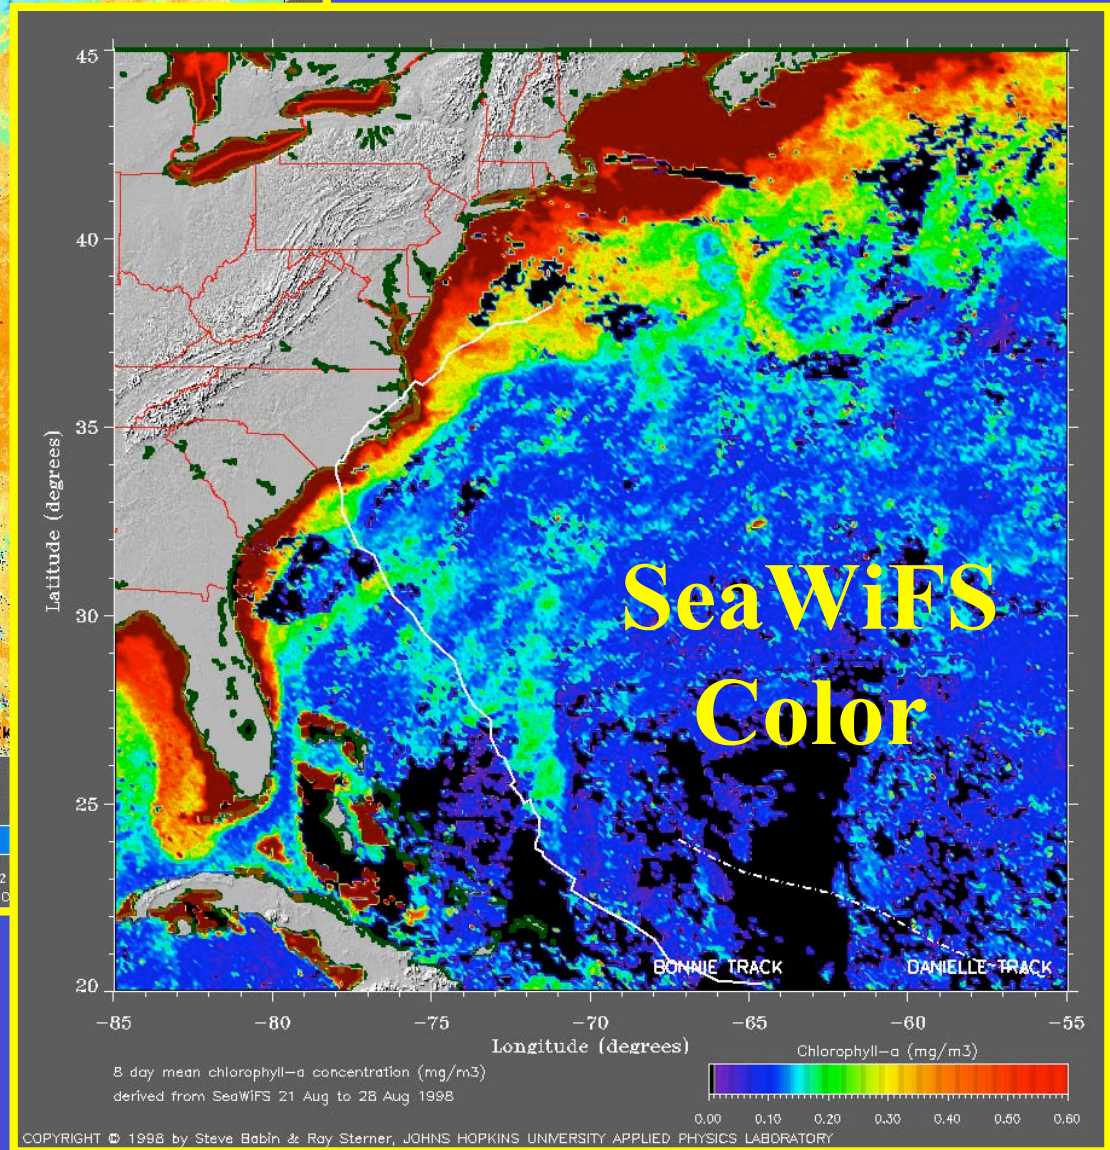 45
40
35
30
25
20
Latitude (degrees)
SeaWiFS
Color
BONNIE TRACK
DANIELLE TRACK
-85
-80
-75
-70
-65
-60
-55
Longitude (degrees)
8 day mean chlorophyll-a concentration (mg/m3)
derived from SeaWiFS 21 Aug to 28 Aug 1998
Chlorophyll-a (mg/m3)
0.00 0.10 0.20 0.30 0.40 0.50 0.60
COPYRIGHT © 1998 by Steve Babin & Ray Sterner, JOHNS HOPKINS UNIVERSITY APPLIED PHYSICS LABORATORY